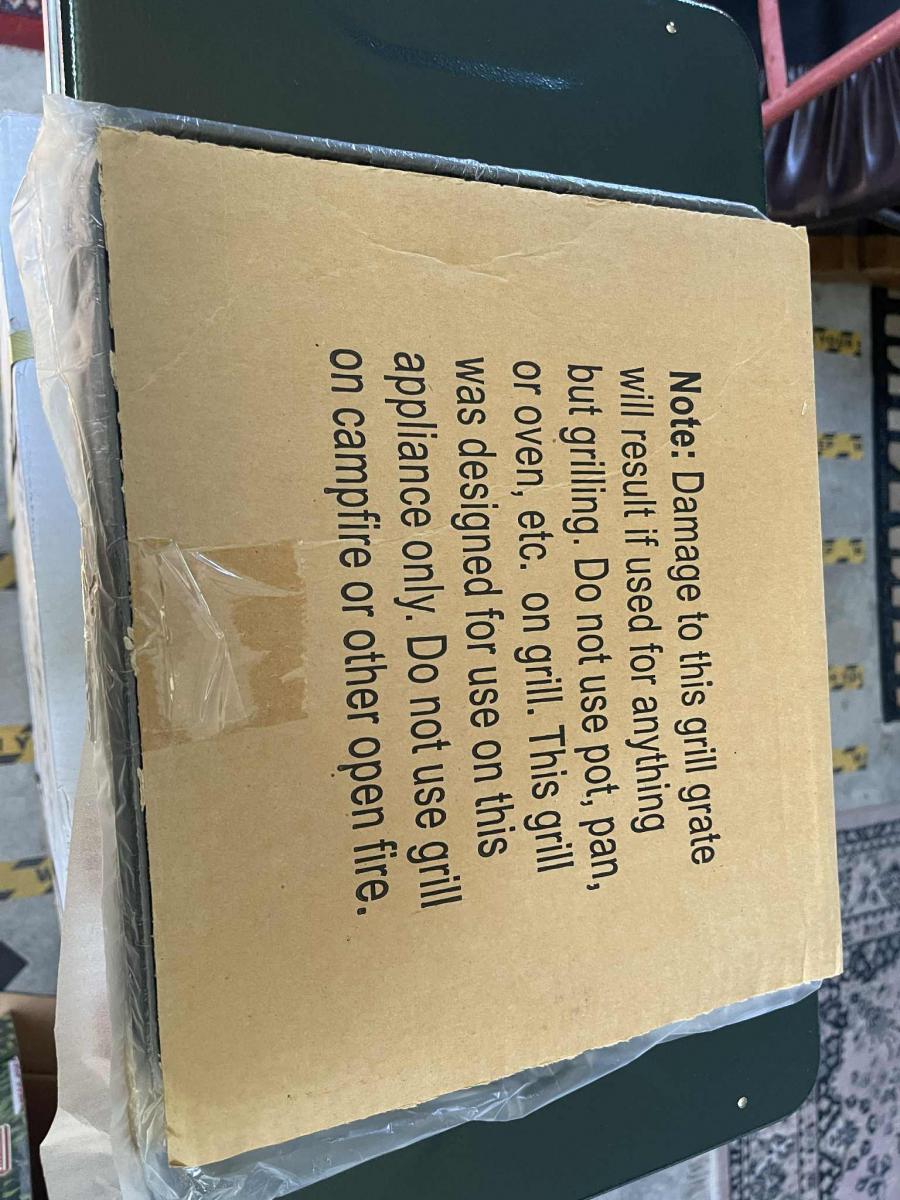 Note: Damage to this grill grate
will result if used for anything
but grilling. Do not use pot, pan,
or oven, etc. on grill. This grill
was designed for use on this
appliance only. Do not use grill
on campfire or other open fire.